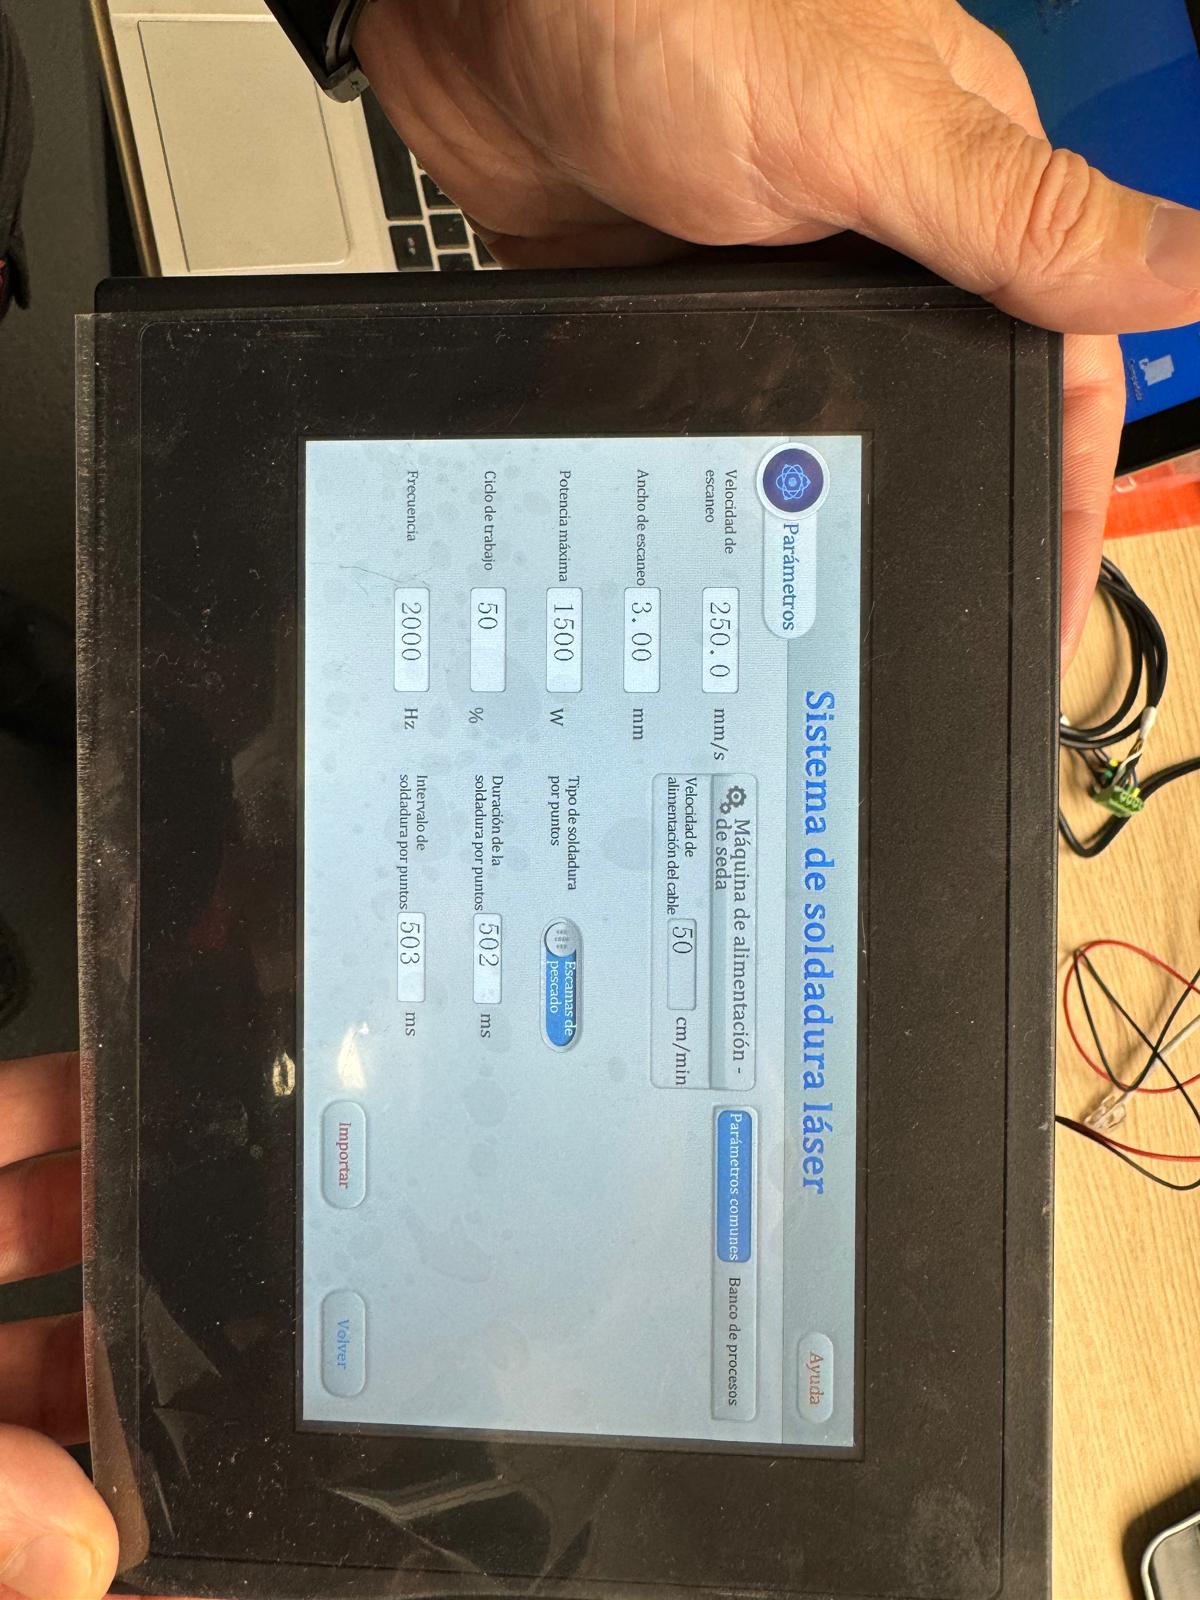 Sistema de soldadura láser
Ayuda
Parámetros
Velocidad de
escaneo
250.0
mm/s
Máquina de alimentación -
de seda
Parámetros comunes
Banco de procesos
Velocidad de
alimentación del cable
50
cm/min
Ancho de escaneo
3.00
mm
Potencia máxima
1500
W
Tipo de soldadura
por puntos
Escamas de
pescado
Ciclo de trabajo
50
%
Duración de la
soldadura por puntos
502
ms
Frecuencia
2000
Hz
Intervalo de
soldadura por puntos
503
ms
Importar
Volver